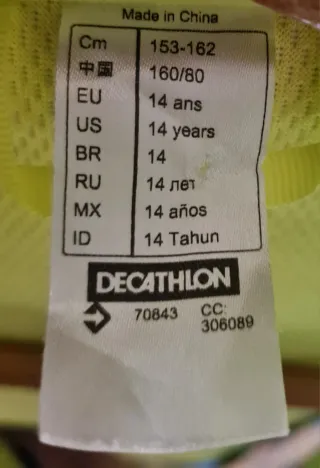 Made in China
Cm 153-162
中国 160/80
EU 14 ans
US 14 years
BR 14
RU 14 лет
MX 14 años
ID 14 Tahun
DECATHLON
70843 CC:
306089